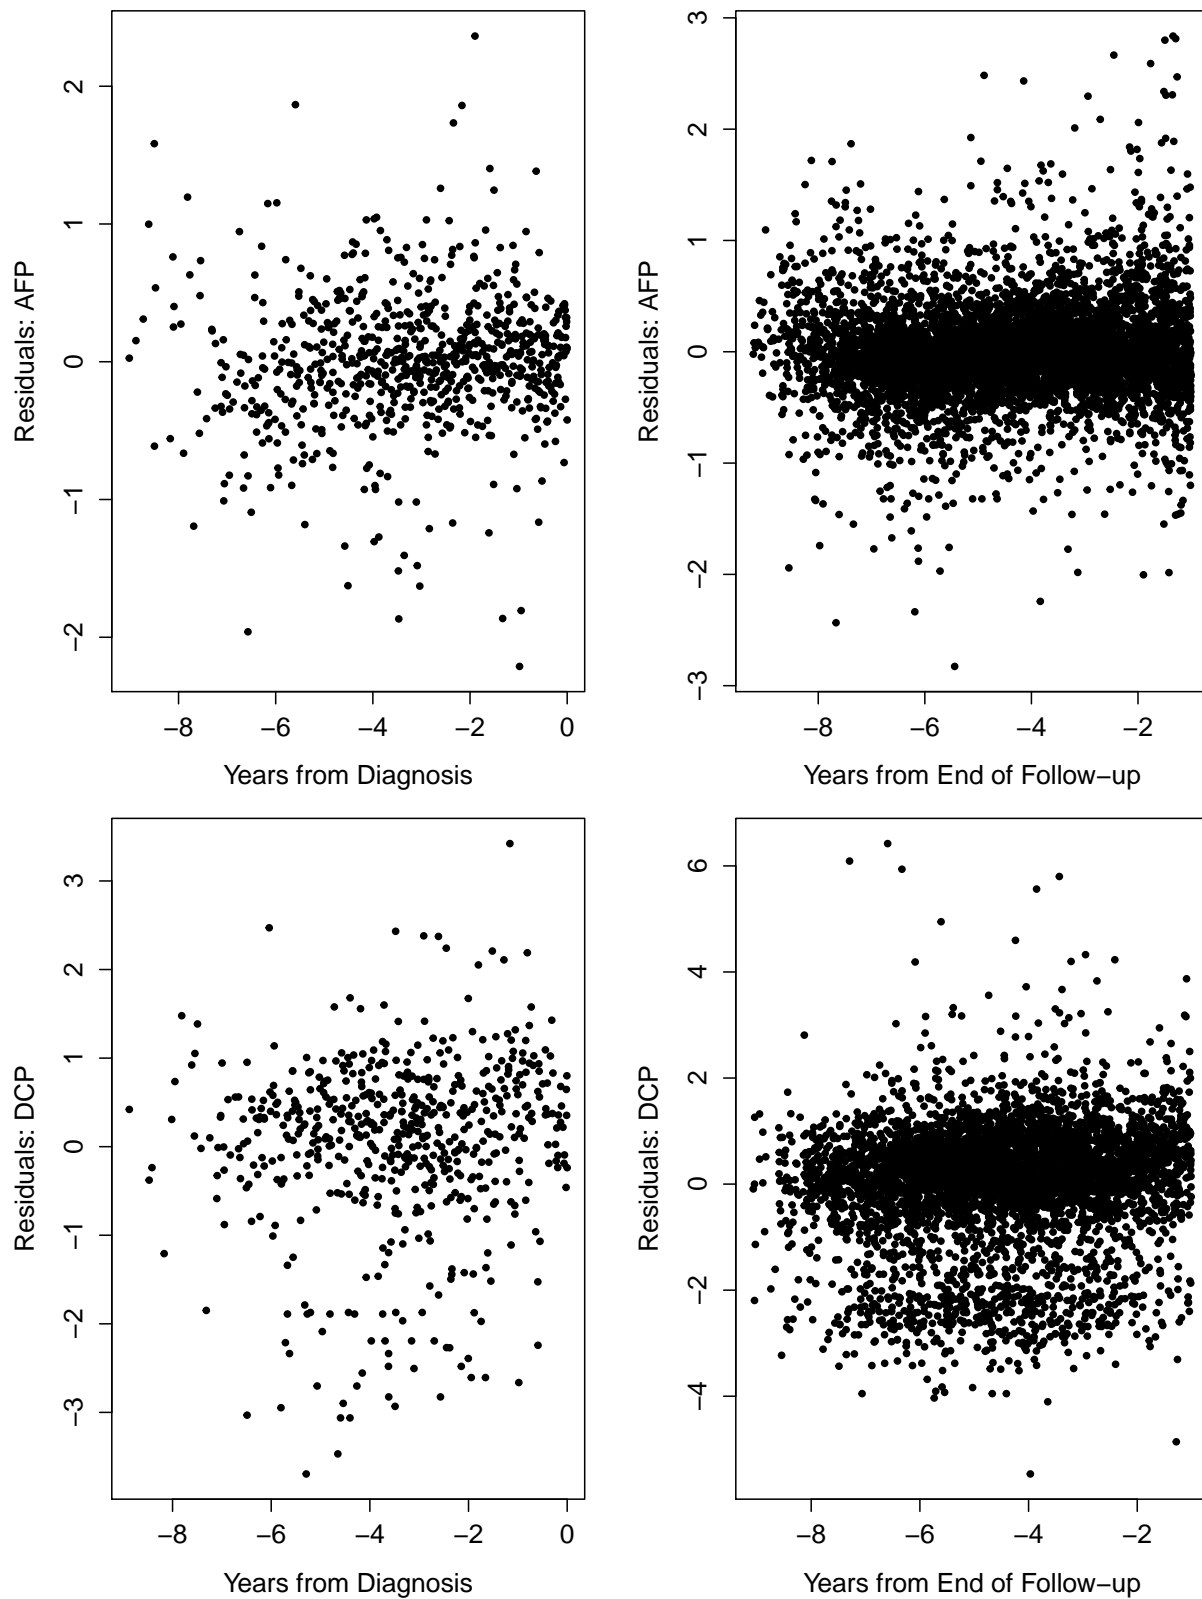 2
1
0
−1
−2
Residuals: AFP
−8 −6 −4 −2 0
Years from Diagnosis
3
2
1
0
−1
−2
−3
Residuals: AFP
−8 −6 −4 −2
Years from End of Follow−up
3
2
1
0
−1
−2
−3
Residuals: DCP
−8 −6 −4 −2 0
Years from Diagnosis
6
4
2
0
−2
−4
Residuals: DCP
−8 −6 −4 −2
Years from End of Follow−up